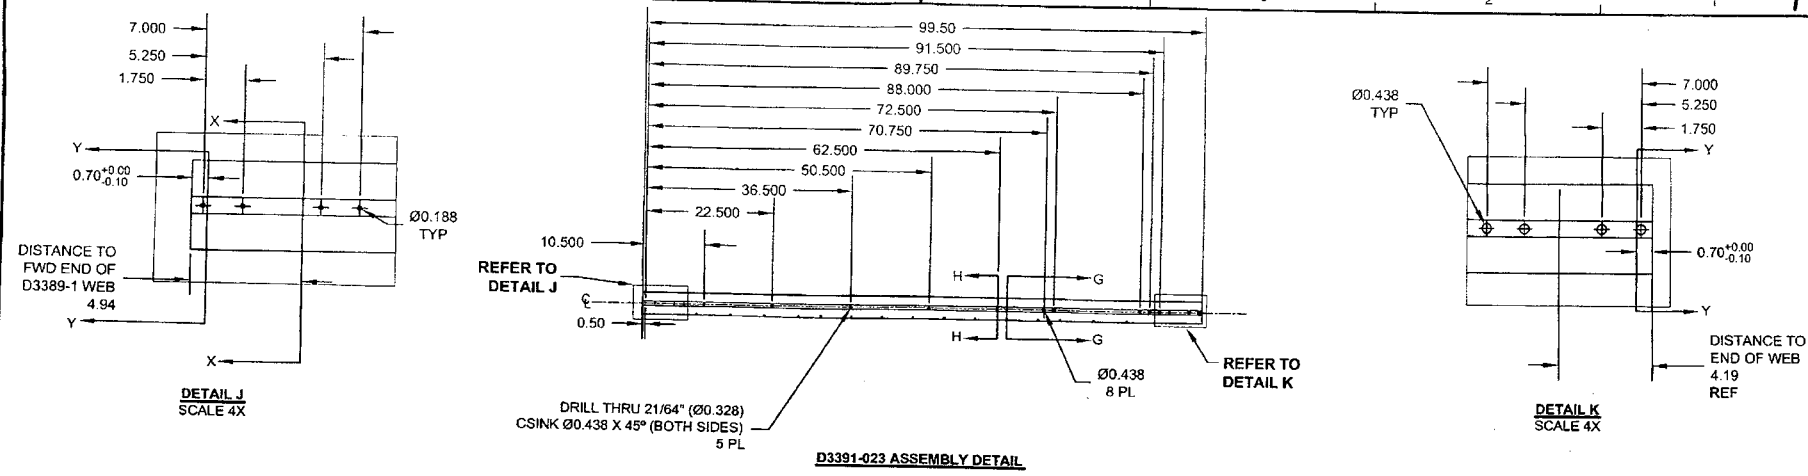 2
7.000
5.250
1.750
X
Y
0.70 +0.00 -0.10
Ø0.188
TYP
DISTANCE TO
FWD END OF
D3389-1 WEB
4.94
Y
X
DETAIL J
SCALE 4X
99.50
91.500
89.750
88.000
72.500
70.750
62.500
50.500
36.500
22.500
10.500
REFER TO
DETAIL J
H
G
℄
0.50
H
G
REFER TO
DETAIL K
Ø0.438
8 PL
DRILL THRU 21/64" (Ø0.328)
CSINK Ø0.438 X 45° (BOTH SIDES)
5 PL
D3391-023 ASSEMBLY DETAIL
Ø0.438
TYP
7.000
5.250
1.750
Y
0.70 +0.00 -0.10
Y
DISTANCE TO
END OF WEB
4.19
REF
DETAIL K
SCALE 4X